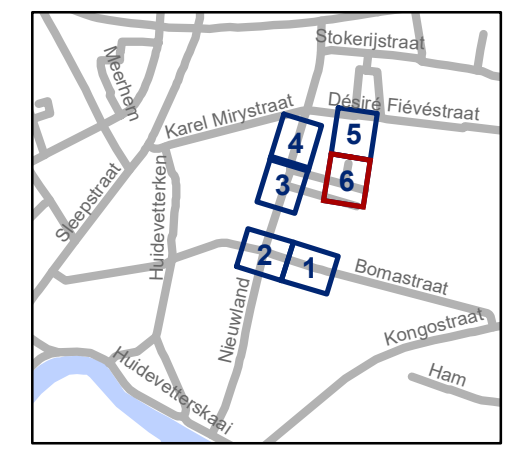 Stokerijstraat
Meerhem
Désiré Fiévéstraat
Karel Mirystraat
5
4
6
3
Sleepstraat
Huidevetterken
2
1
Bomastraat
Nieuwland
Kongostraat
Huidevetterskaai
Ham